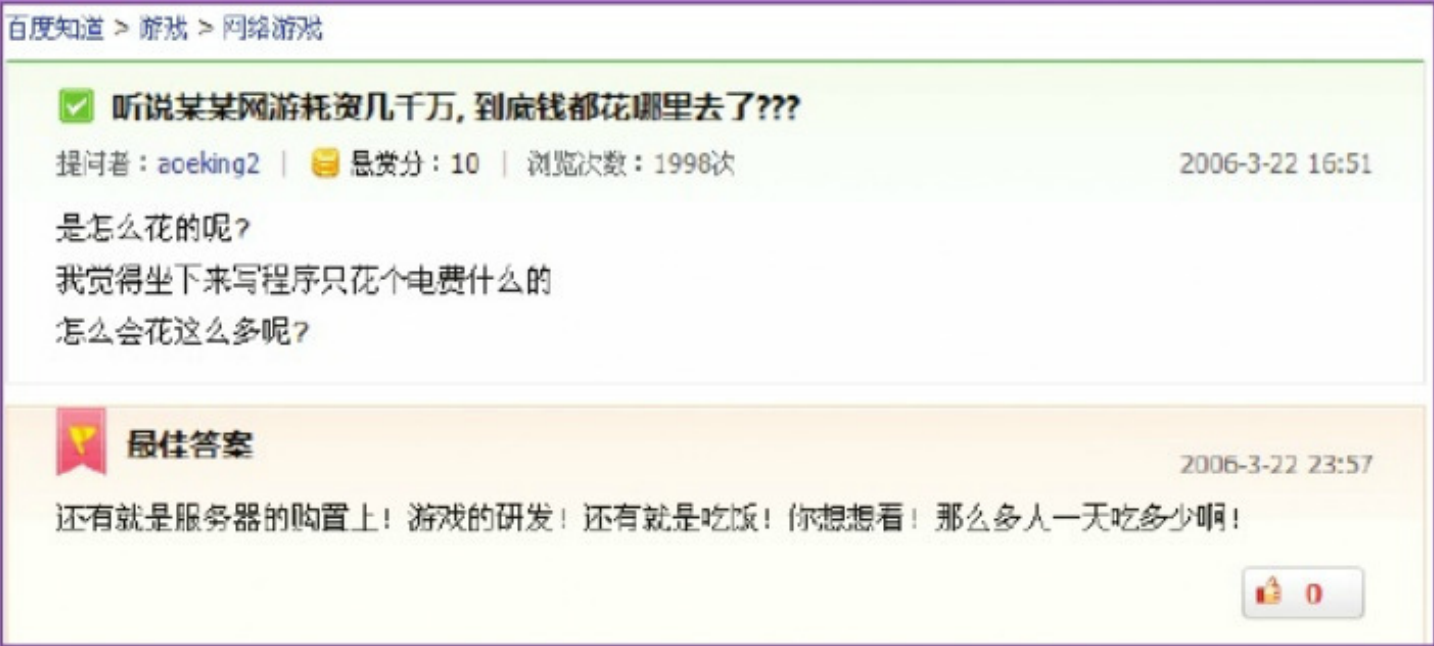 百度知道 > 游戏 > 网络游戏
听说某某网游耗资几千万, 到底钱都花哪里去了???
提问者：aoeking2 | 悬赏分：10 | 浏览次数：1998次 2006-3-22 16:51
是怎么花的呢?
我觉得坐下来写程序只花个电费什么的
怎么会花这么多呢?
最佳答案 2006-3-22 23:57
还有就是服务器的购置上! 游戏的研发! 还有就是吃饭! 你想想看! 那么多人一天吃多少啊!
0